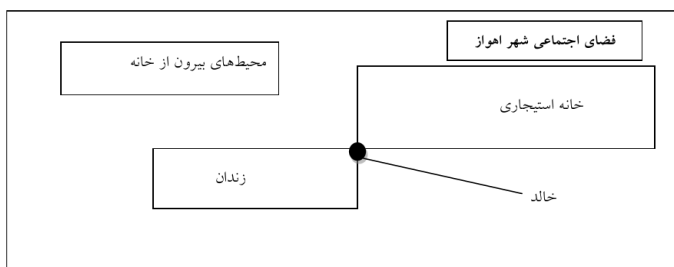 فضای اجتماعی شهر اهواز
محیط‌های بیرون از خانه
خانه استیجاری
زندان
خالد